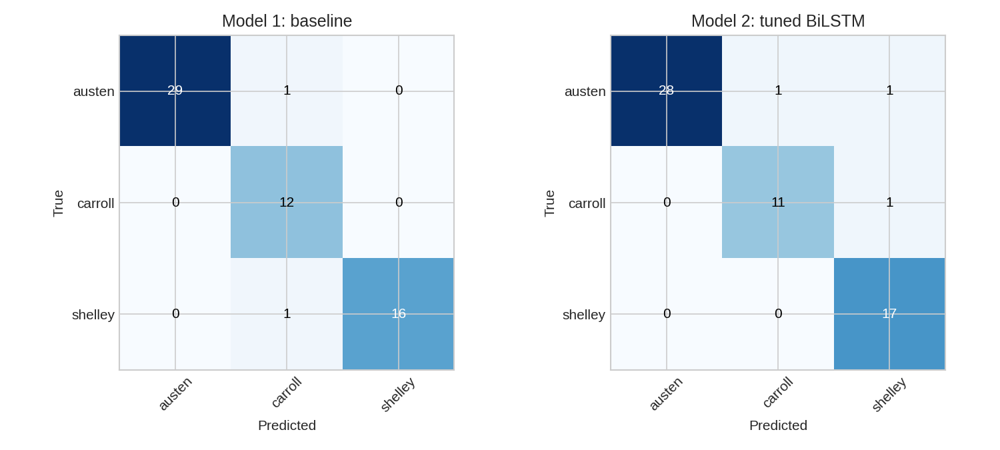 Model 1: baseline
austen 29 1 0
carroll 0 12 0
shelley 0 1 16
True
austen carroll shelley
Predicted
Model 2: tuned BiLSTM
austen 28 1 1
carroll 0 11 1
shelley 0 0 17
True
austen carroll shelley
Predicted